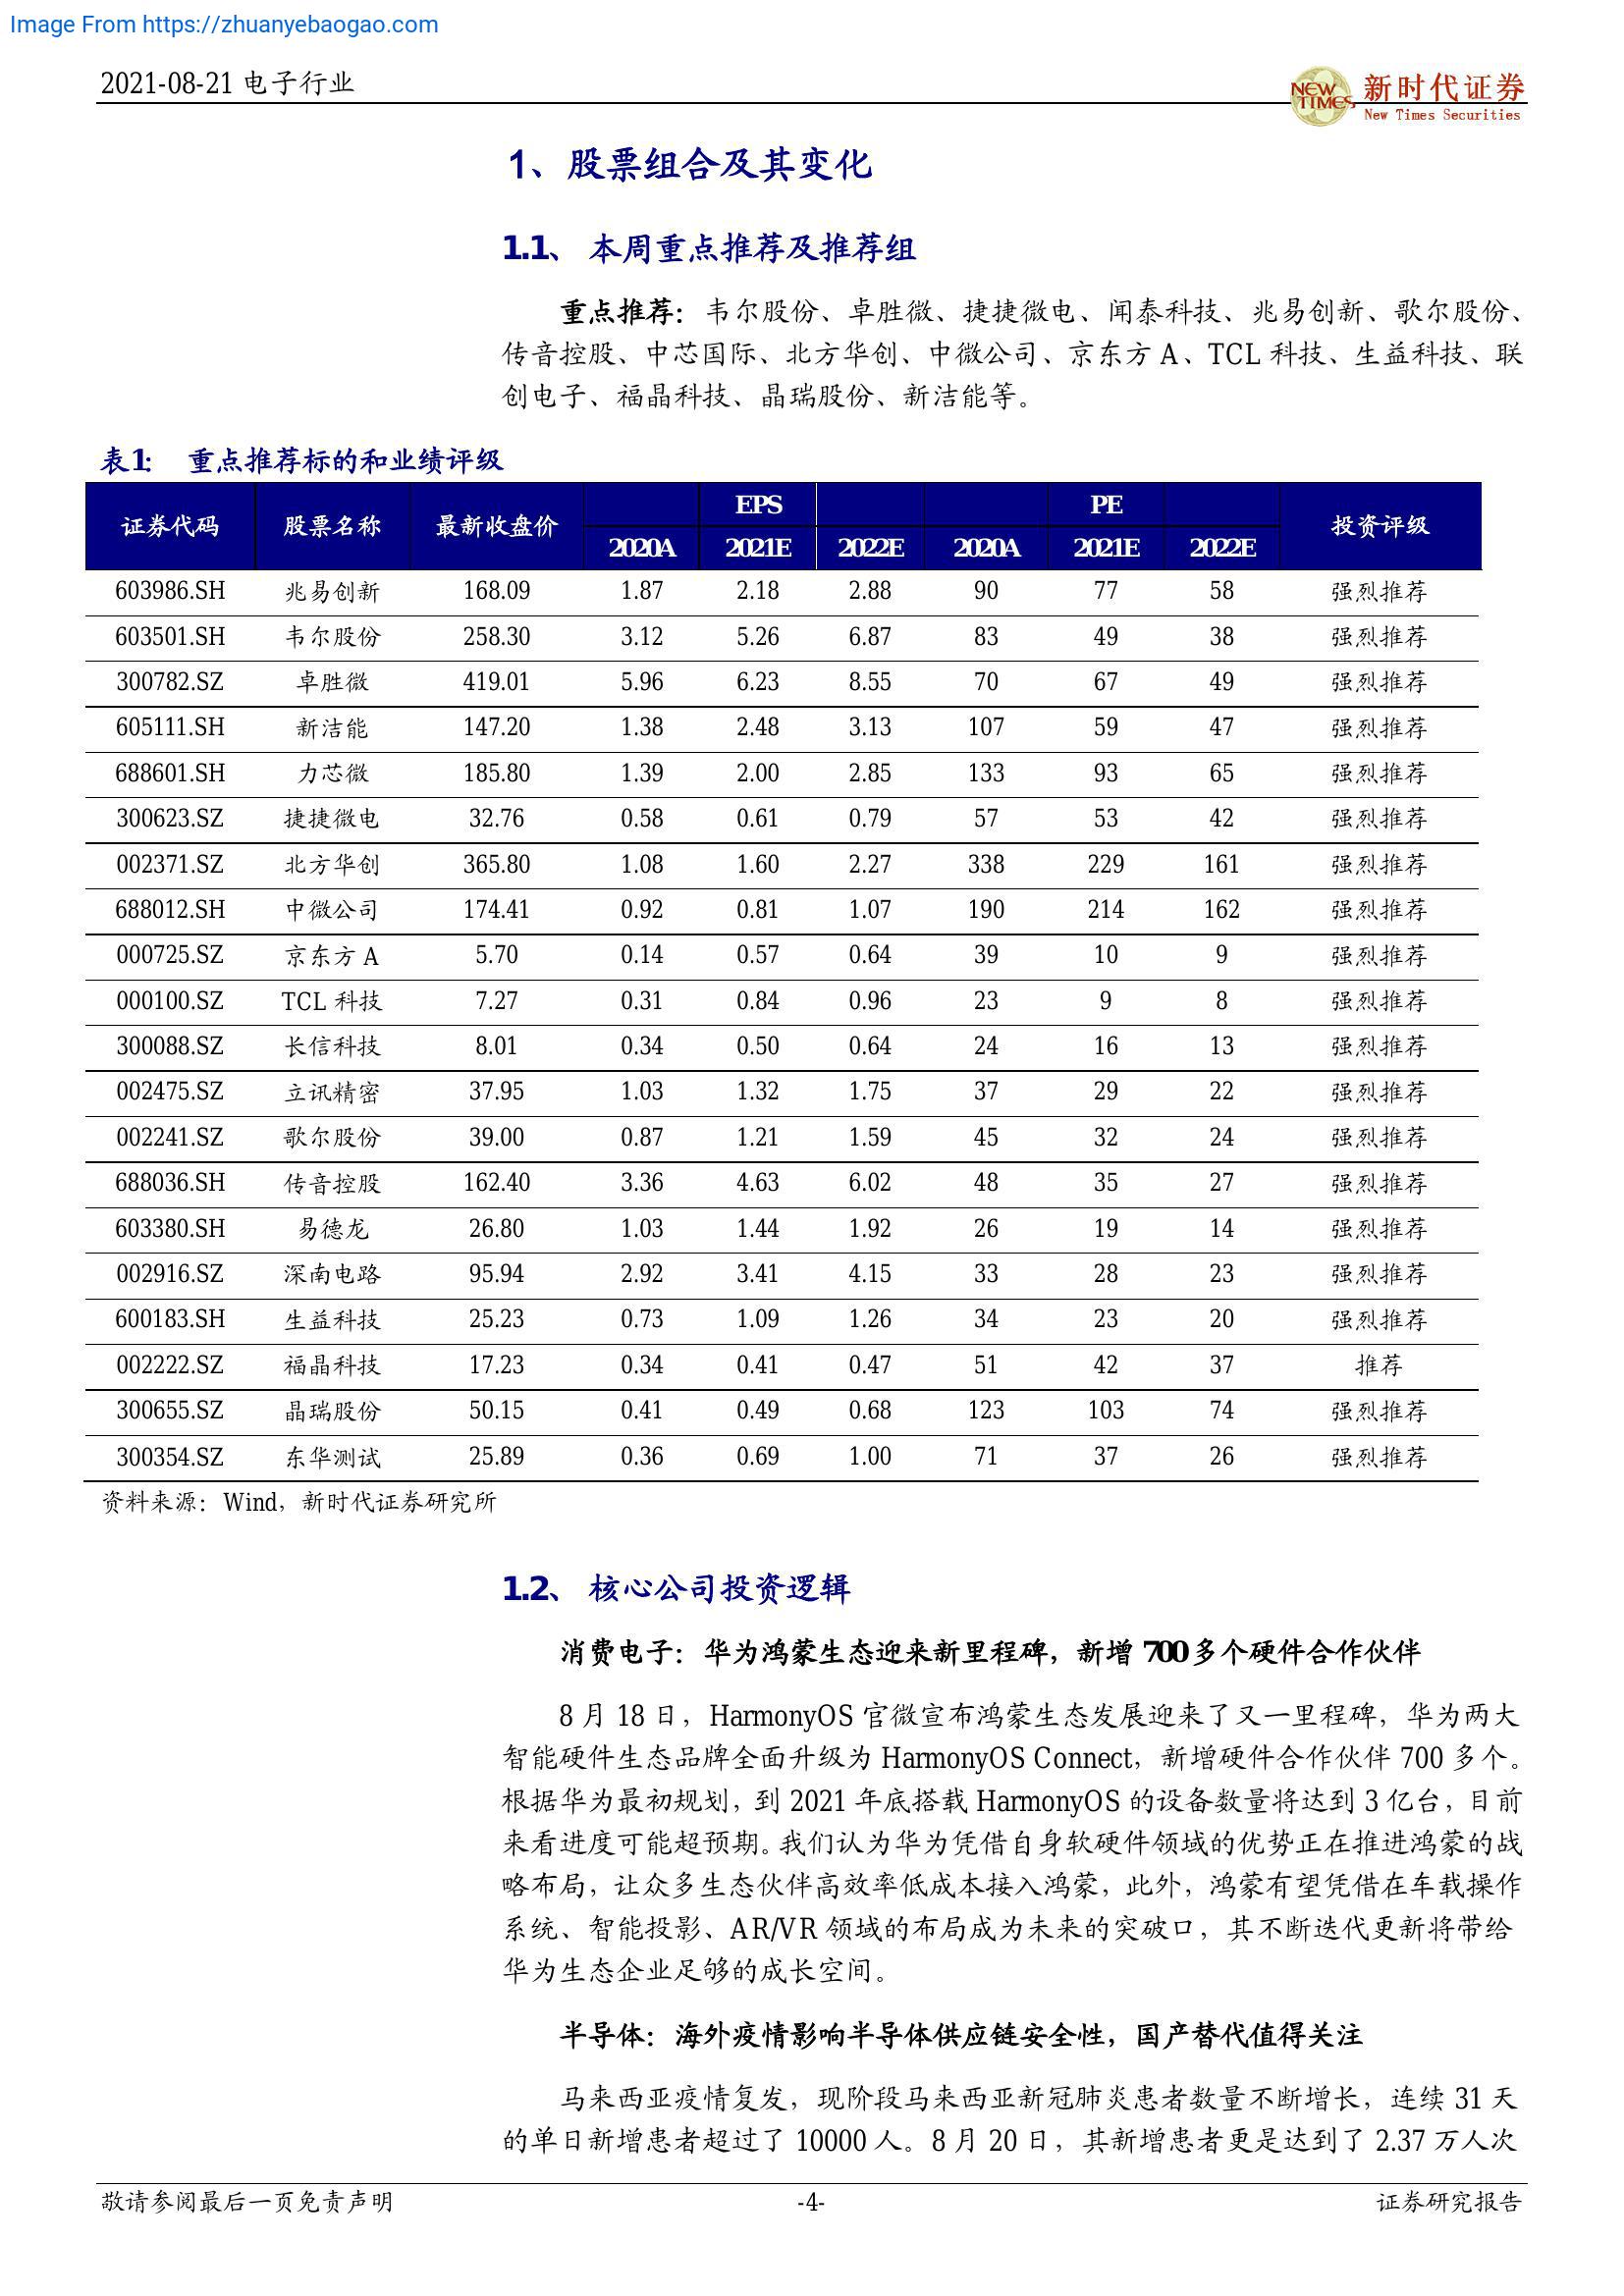 Image From https://zhuanyebaogao.com
2021-08-21 电子行业
NEW TIMES
新时代证券
New Times Securities
1、股票组合及其变化
1.1、 本周重点推荐及推荐组
重点推荐：韦尔股份、卓胜微、捷捷微电、闻泰科技、兆易创新、歌尔股份、
传音控股、中芯国际、北方华创、中微公司、京东方 A、TCL 科技、生益科技、联
创电子、福晶科技、晶瑞股份、新洁能等。
表1： 重点推荐标的和业绩评级
证券代码 股票名称 最新收盘价 EPS PE 投资评级
2020A 2021E 2022E 2020A 2021E 2022E
603986.SH 兆易创新 168.09 1.87 2.18 2.88 90 77 58 强烈推荐
603501.SH 韦尔股份 258.30 3.12 5.26 6.87 83 49 38 强烈推荐
300782.SZ 卓胜微 419.01 5.96 6.23 8.55 70 67 49 强烈推荐
605111.SH 新洁能 147.20 1.38 2.48 3.13 107 59 47 强烈推荐
688601.SH 力芯微 185.80 1.39 2.00 2.85 133 93 65 强烈推荐
300623.SZ 捷捷微电 32.76 0.58 0.61 0.79 57 53 42 强烈推荐
002371.SZ 北方华创 365.80 1.08 1.60 2.27 338 229 161 强烈推荐
688012.SH 中微公司 174.41 0.92 0.81 1.07 190 214 162 强烈推荐
000725.SZ 京东方 A 5.70 0.14 0.57 0.64 39 10 9 强烈推荐
000100.SZ TCL 科技 7.27 0.31 0.84 0.96 23 9 8 强烈推荐
300088.SZ 长信科技 8.01 0.34 0.50 0.64 24 16 13 强烈推荐
002475.SZ 立讯精密 37.95 1.03 1.32 1.75 37 29 22 强烈推荐
002241.SZ 歌尔股份 39.00 0.87 1.21 1.59 45 32 24 强烈推荐
688036.SH 传音控股 162.40 3.36 4.63 6.02 48 35 27 强烈推荐
603380.SH 易德龙 26.80 1.03 1.44 1.92 26 19 14 强烈推荐
002916.SZ 深南电路 95.94 2.92 3.41 4.15 33 28 23 强烈推荐
600183.SH 生益科技 25.23 0.73 1.09 1.26 34 23 20 强烈推荐
002222.SZ 福晶科技 17.23 0.34 0.41 0.47 51 42 37 推荐
300655.SZ 晶瑞股份 50.15 0.41 0.49 0.68 123 103 74 强烈推荐
300354.SZ 东华测试 25.89 0.36 0.69 1.00 71 37 26 强烈推荐
资料来源：Wind，新时代证券研究所
1.2、 核心公司投资逻辑
消费电子：华为鸿蒙生态迎来新里程碑，新增 700 多个硬件合作伙伴
8 月 18 日，HarmonyOS 官微宣布鸿蒙生态发展迎来了又一里程碑，华为两大
智能硬件生态品牌全面升级为 HarmonyOS Connect，新增硬件合作伙伴 700 多个。
根据华为最初规划，到 2021 年底搭载 HarmonyOS 的设备数量将达到 3 亿台，目前
来看进度可能超预期。我们认为华为凭借自身软硬件领域的优势正在推进鸿蒙的战
略布局，让众多生态伙伴高效率低成本接入鸿蒙，此外，鸿蒙有望凭借在车载操作
系统、智能投影、AR/VR 领域的布局成为未来的突破口，其不断迭代更新将带给
华为生态企业足够的成长空间。
半导体：海外疫情影响半导体供应链安全性，国产替代值得关注
马来西亚疫情复发，现阶段马来西亚新冠肺炎患者数量不断增长，连续 31 天
的单日新增患者超过了 10000 人。8 月 20 日，其新增患者更是达到了 2.37 万人次
敬请参阅最后一页免责声明 -4- 证券研究报告